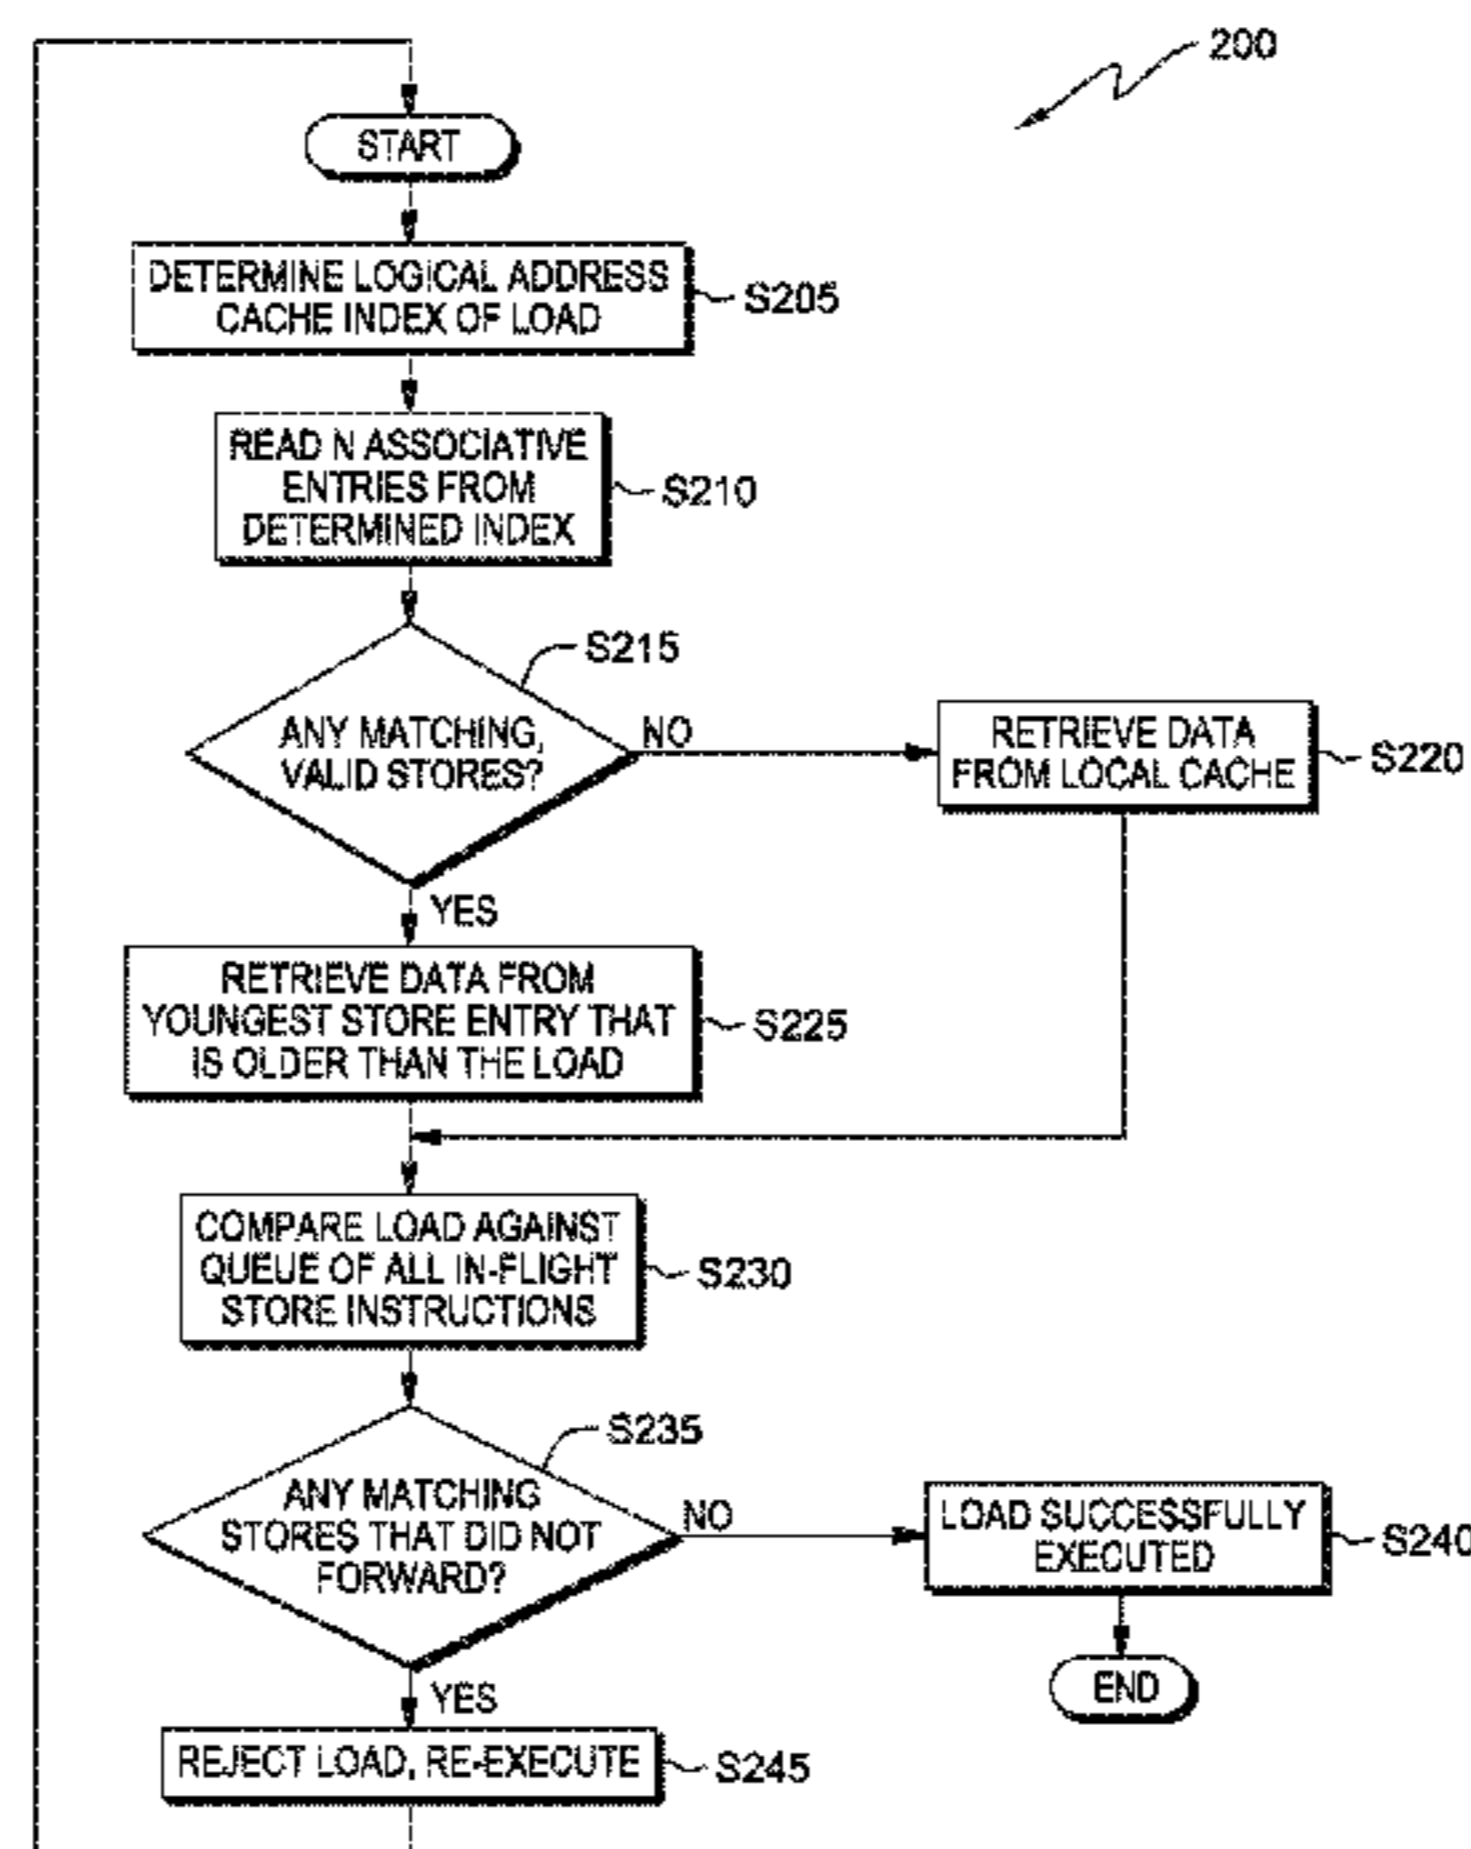 200
START
DETERMINE LOGICAL ADDRESS
CACHE INDEX OF LOAD
S205
READ N ASSOCIATIVE
ENTRIES FROM
DETERMINED INDEX
S210
S215
ANY MATCHING,
VALID STORES?
NO
RETRIEVE DATA
FROM LOCAL CACHE
S220
YES
RETRIEVE DATA FROM
YOUNGEST STORE ENTRY THAT
IS OLDER THAN THE LOAD
S225
COMPARE LOAD AGAINST
QUEUE OF ALL IN-FLIGHT
STORE INSTRUCTIONS
S230
S235
ANY MATCHING
STORES THAT DID NOT
FORWARD?
NO
LOAD SUCCESSFULLY
EXECUTED
S240
END
YES
REJECT LOAD, RE-EXECUTE
S245